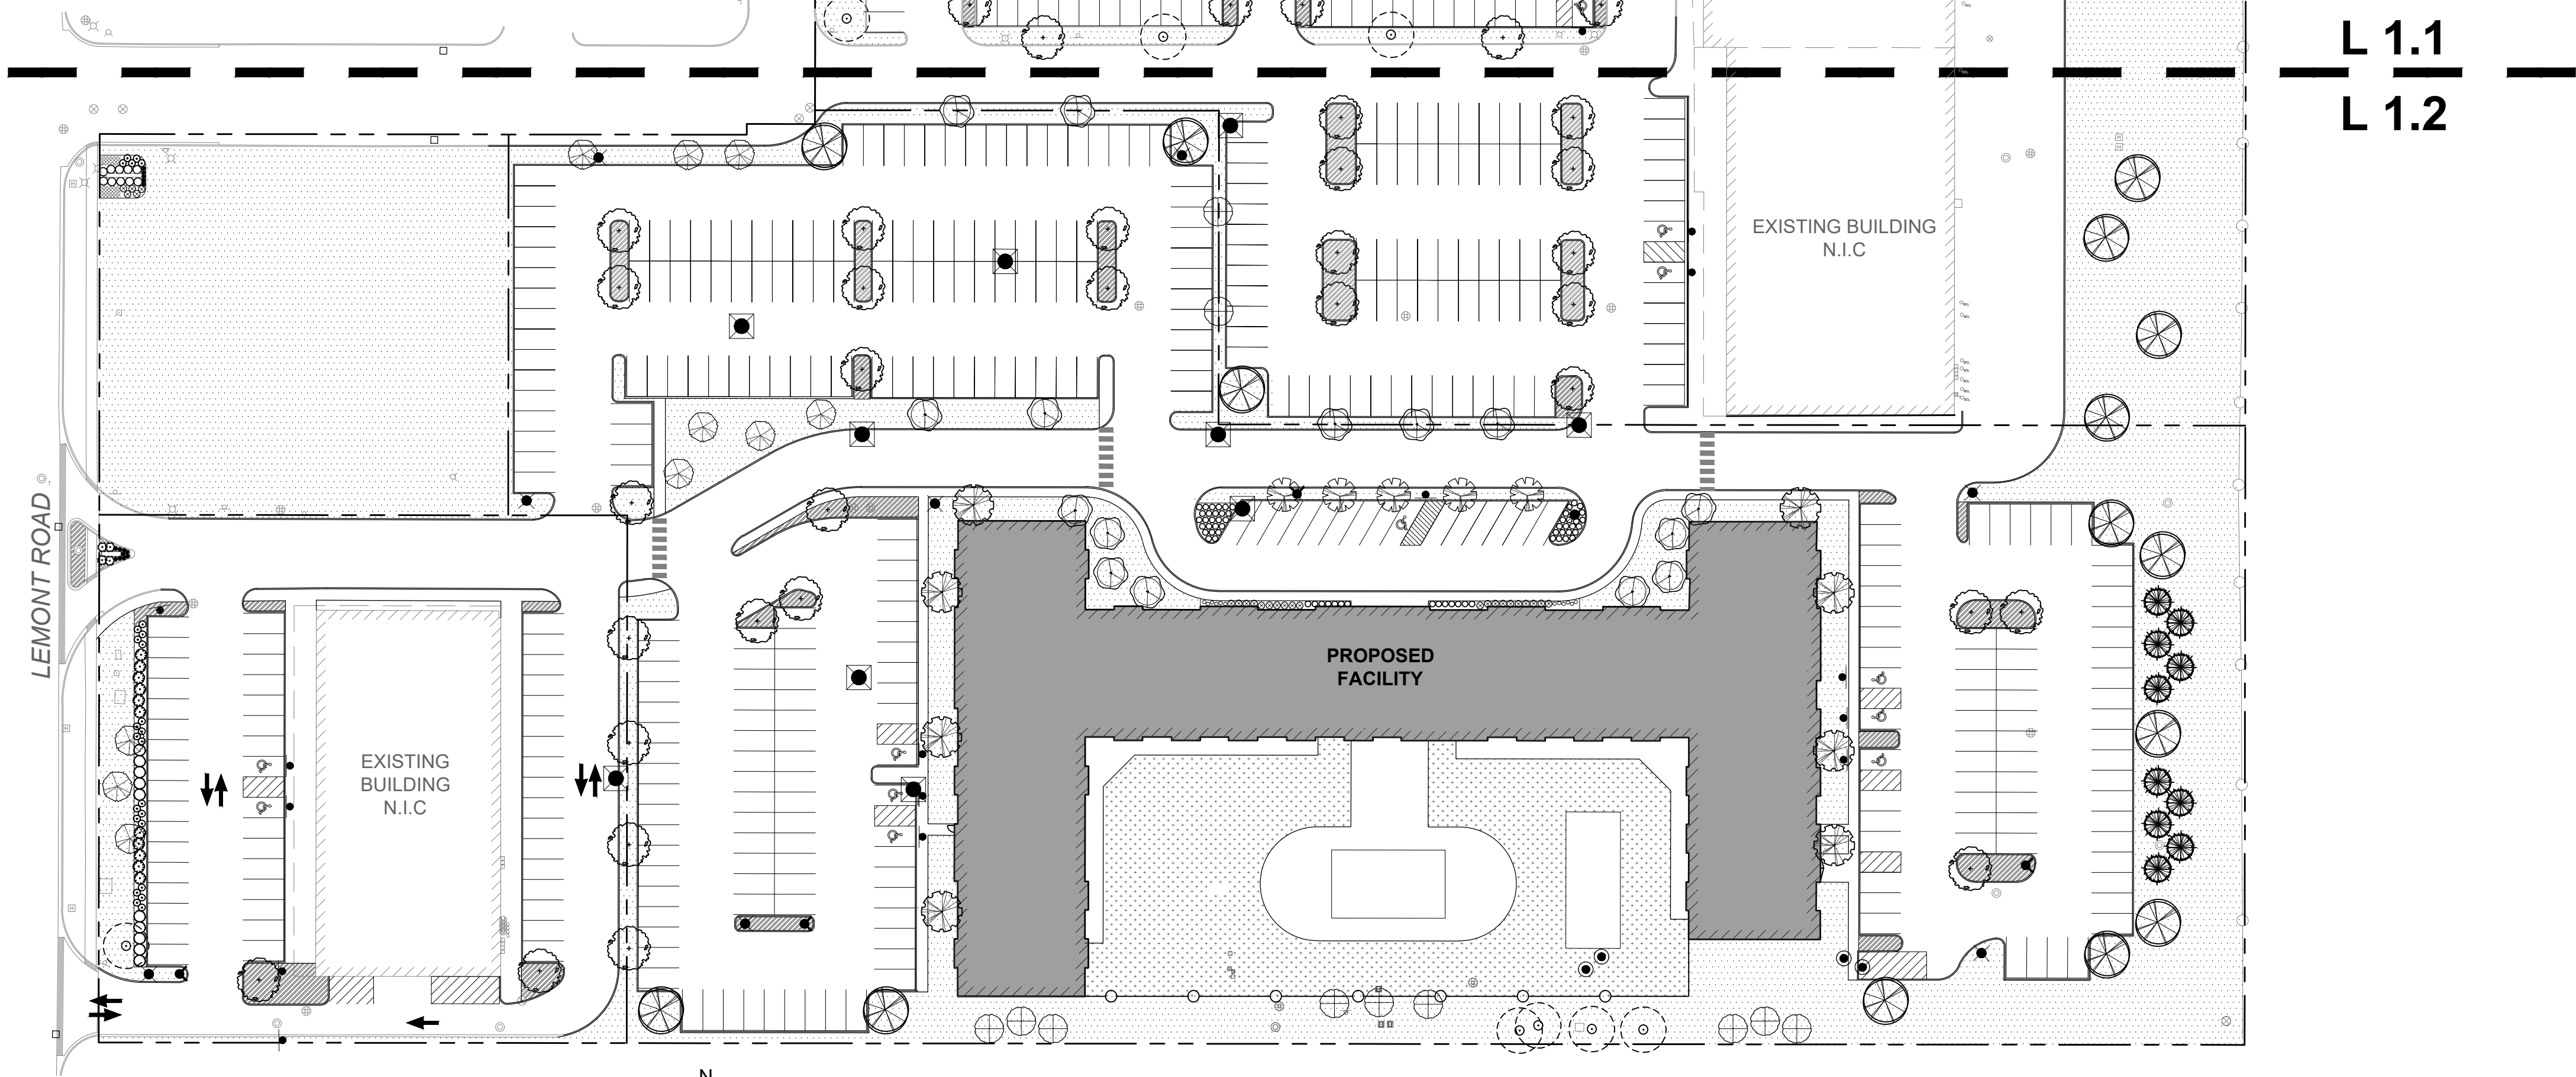 L 1.1
L 1.2
EXISTING BUILDING
N.I.C
LEMONT ROAD
PROPOSED
FACILITY
EXISTING
BUILDING
N.I.C
N